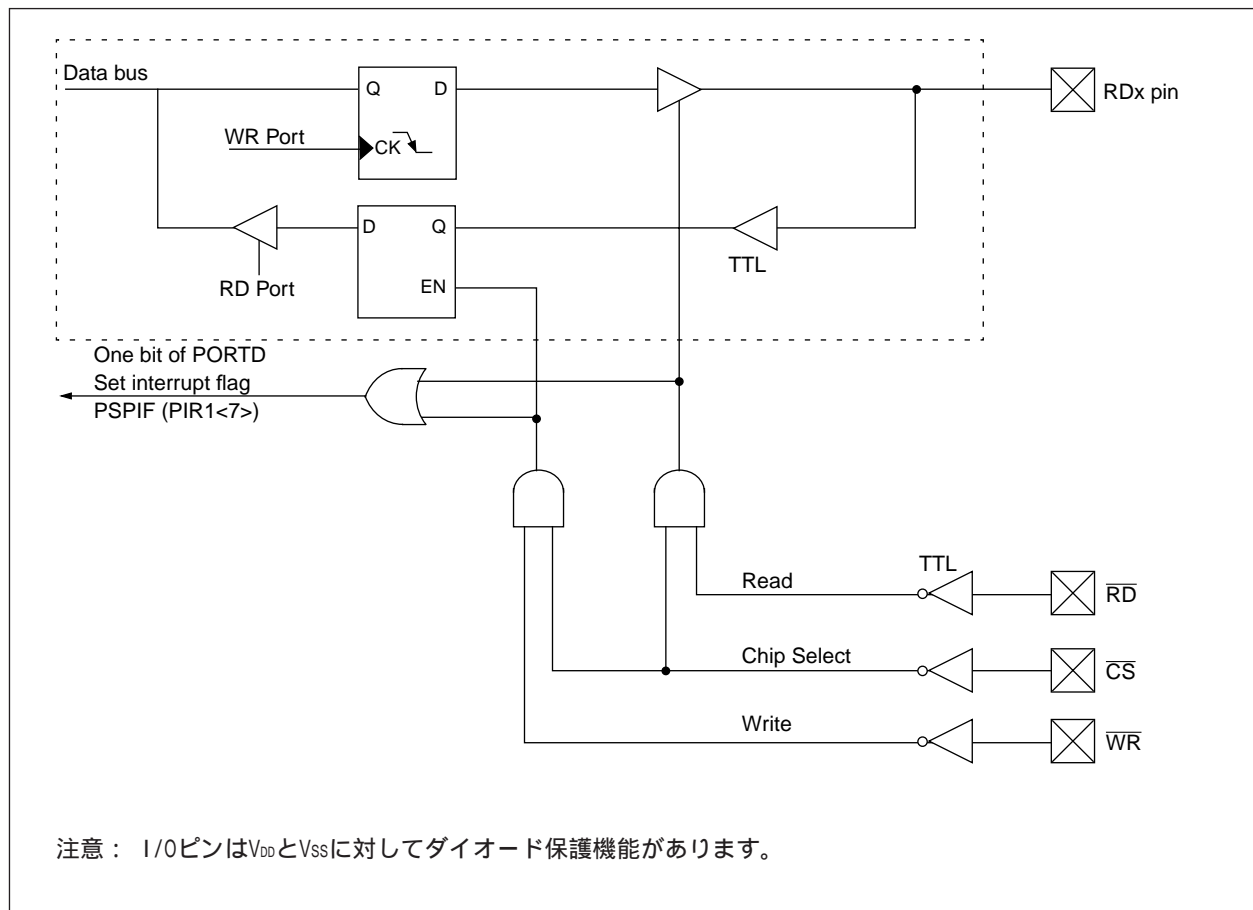 Data bus
Q D
RDx pin
WR Port
CK
D Q
TTL
EN
RD Port
One bit of PORTD
Set interrupt flag
PSPIF (PIR1<7>)
TTL
Read
RD
Chip Select
CS
Write
WR
注意： I/OピンはVDDとVSSに対してダイオード保護機能があります。